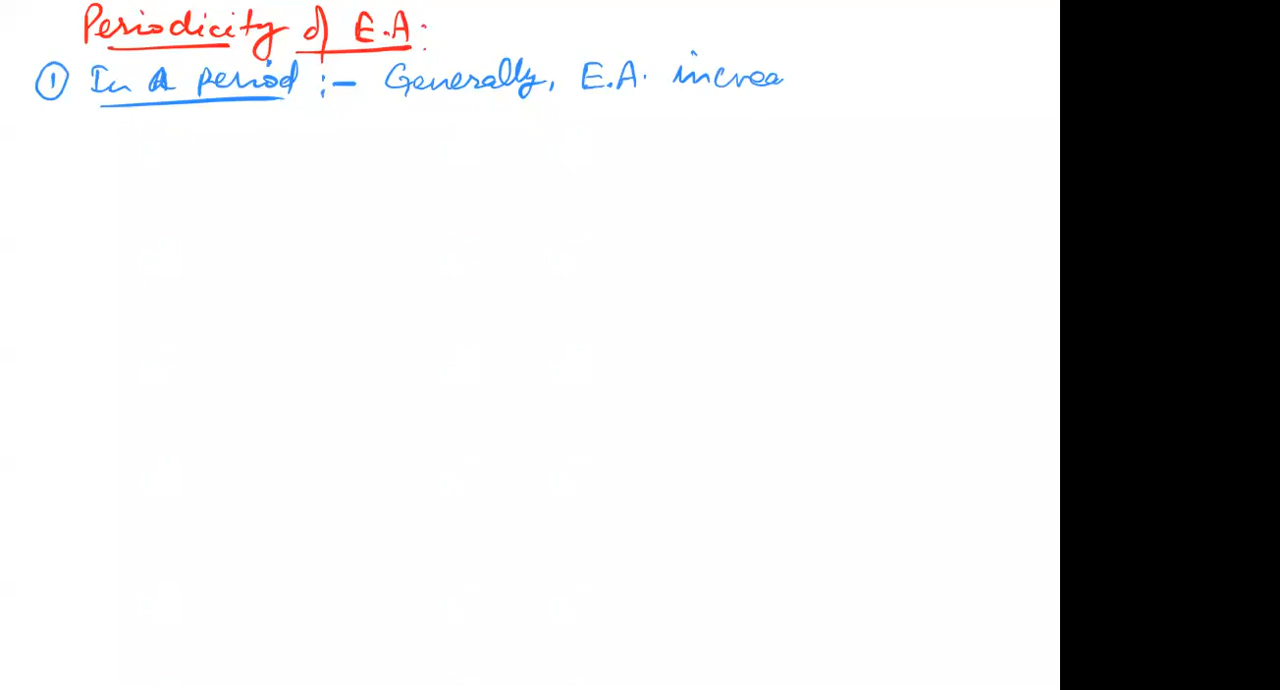 Periodicity of E.A:
① In a period :- Generally, E.A. increa